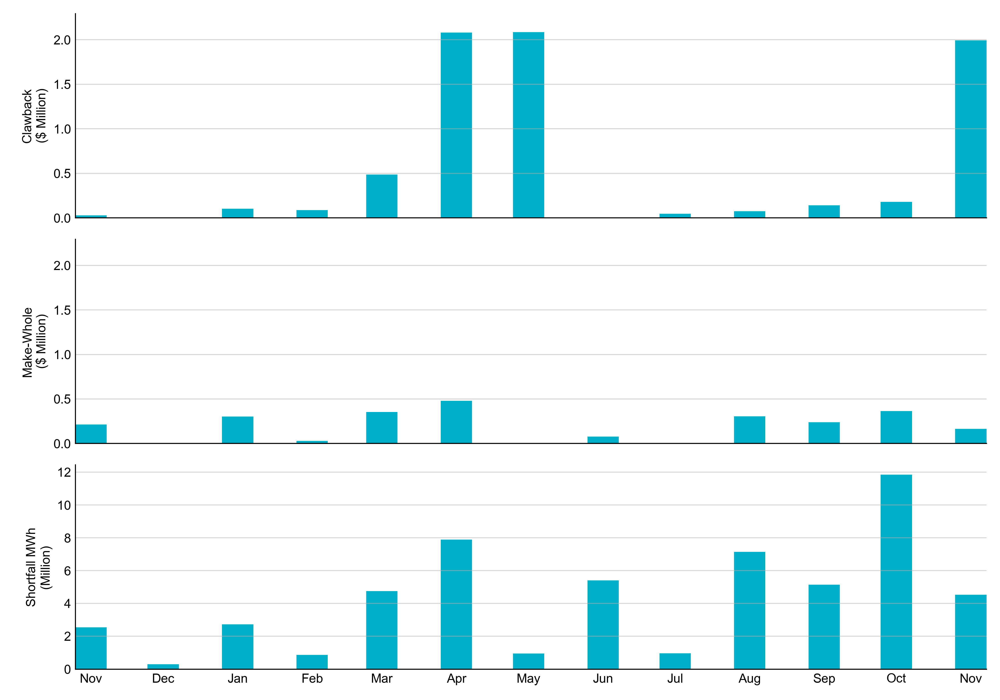 Clawback
($ Million)
2.0
1.5
1.0
0.5
0.0
Make-Whole
($ Million)
2.0
1.5
1.0
0.5
0.0
Shortfall MWh
(Million)
12
10
8
6
4
2
0
Nov Dec Jan Feb Mar Apr May Jun Jul Aug Sep Oct Nov